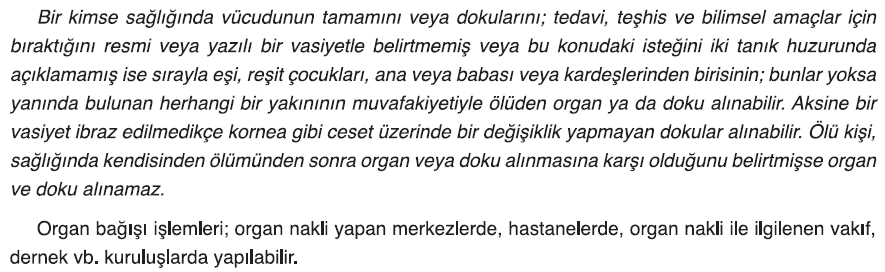 Bir kimse sağlığında vücudunun tamamını veya dokularını; tedavi, teşhis ve bilimsel amaçlar için
bıraktığını resmi veya yazılı bir vasiyetle belirtmemiş veya bu konudaki isteğini iki tanık huzurunda
açıklamamış ise sırayla eşi, reşit çocukları, ana veya babası veya kardeşlerinden birisinin; bunlar yoksa
yanında bulunan herhangi bir yakınının muvafakiyetiyle ölüden organ ya da doku alınabilir. Aksine bir
vasiyet ibraz edilmedikçe kornea gibi ceset üzerinde bir değişiklik yapmayan dokular alınabilir. Ölü kişi,
sağlığında kendisinden ölümünden sonra organ veya doku alınmasına karşı olduğunu belirtmişse organ
ve doku alınamaz.
Organ bağışı işlemleri; organ nakli yapan merkezlerde, hastanelerde, organ nakli ile ilgilenen vakıf,
dernek vb. kuruluşlarda yapılabilir.